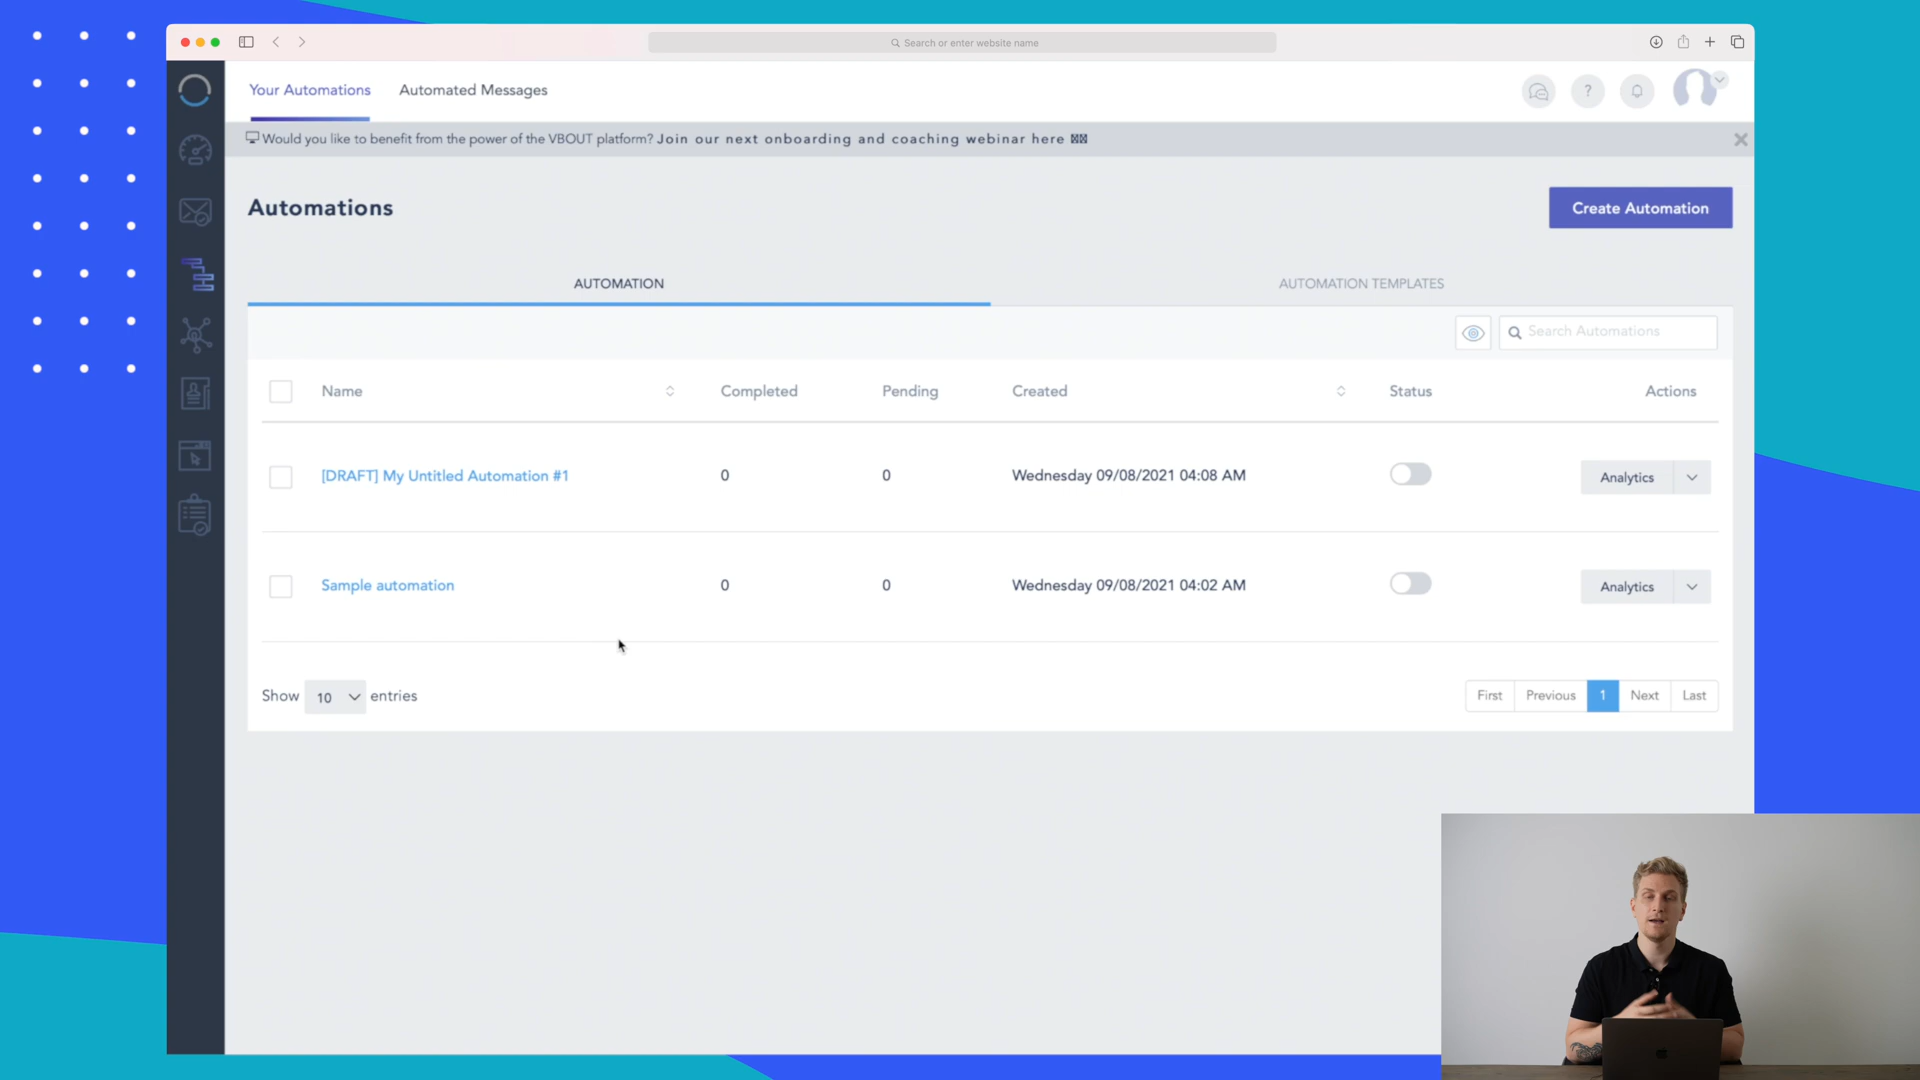 Search or enter website name
Your Automations
Automated Messages
Would you like to benefit from the power of the VBOUT platform? Join our next onboarding and coaching webinar here
Automations
Create Automation
AUTOMATION
AUTOMATION TEMPLATES
Search Automations
Name
Completed
Pending
Created
Status
Actions
[DRAFT] My Untitled Automation #1
0
0
Wednesday 09/08/2021 04:08 AM
Analytics
Sample automation
0
0
Wednesday 09/08/2021 04:02 AM
Analytics
Show 10 entries
First
Previous
1
Next
Last